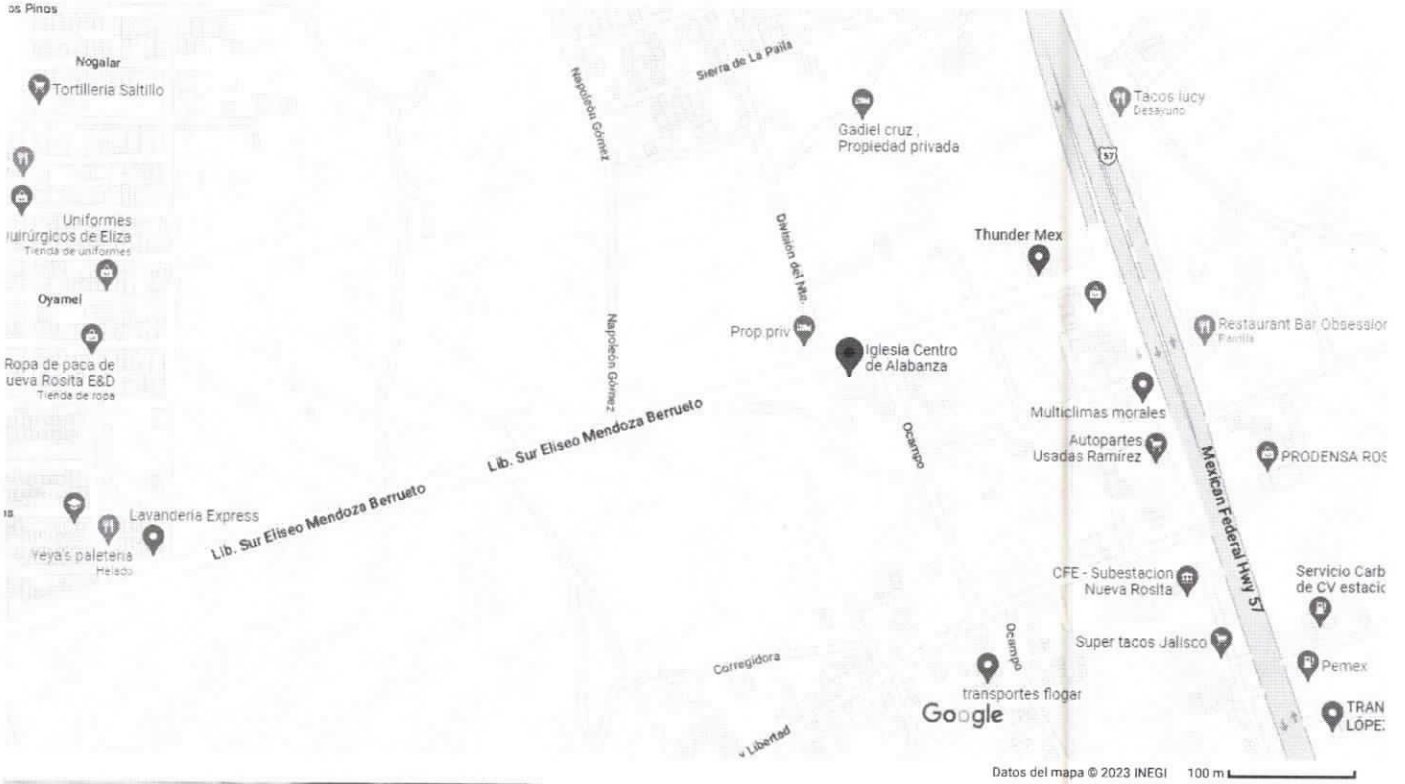 os Pinos
Nogalar
Tortilleria Saltillo
Uniformes
uirúrgicos de Eliza
Tienda de uniformes
Oyamel
Ropa de paca de
ueva Rosita E&D
Tienda de ropa
Lavanderia Express
Yeya's paleteria
Helado
Lib. Sur Eliseo Mendoza Berrueto
Lib. Sur Eliseo Mendoza Berrueto
Napoleón Gómez
Napoleón Gómez
Sierra de La Paila
Gadiel cruz,
Propiedad privada
División del Nte.
Prop priv
Iglesia Centro
de Alabanza
Ocampo
Ocampo
Corregidora
Libertad
transportes flogar
Google
Tacos lucy
Desayuno
57
Thunder Mex
Restaurant Bar Obsession
Parrilla
Multiclimas morales
Autopartes
Usadas Ramírez
PRODENSA ROS
Mexican Federal Hwy 57
CFE - Subestacion
Nueva Rosita
Servicio Carb
de CV estacic
Super tacos Jalisco
Pemex
TRAN
LÓPE
Datos del mapa © 2023 INEGI
100 m